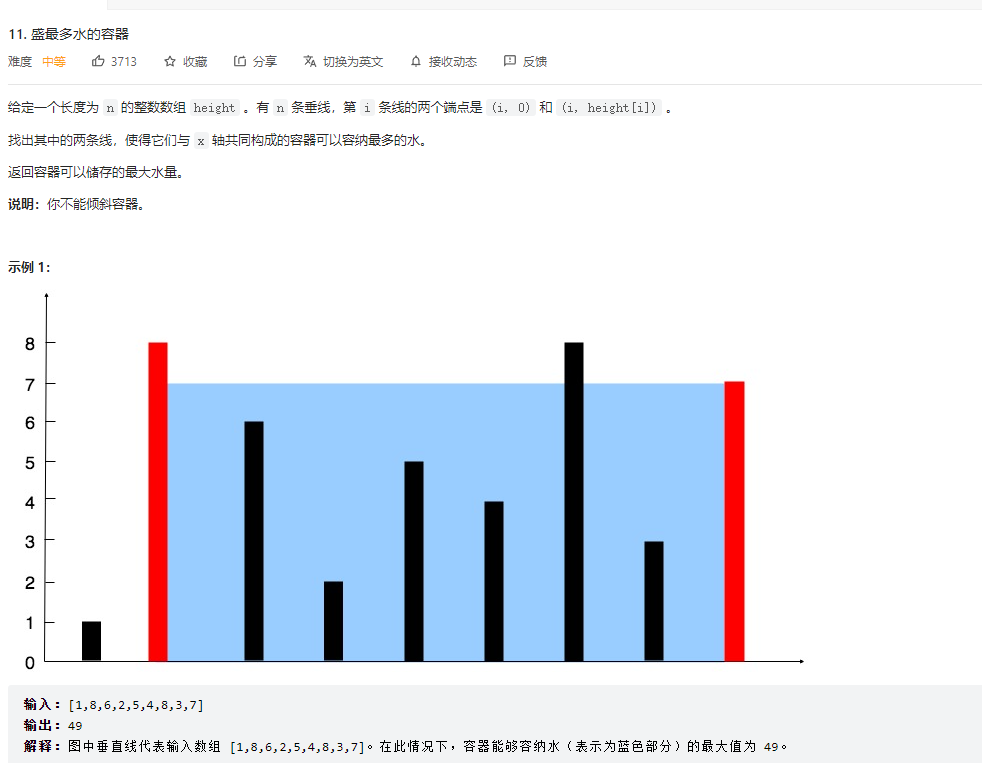 11. 盛最多水的容器
难度 中等 3713 收藏 分享 切换为英文 接收动态 反馈
给定一个长度为 n 的整数数组 height 。有 n 条垂线，第 i 条线的两个端点是 (i, 0) 和 (i, height[i]) 。
找出其中的两条线，使得它们与 x 轴共同构成的容器可以容纳最多的水。
返回容器可以储存的最大水量。
说明：你不能倾斜容器。
示例 1：
8
7
6
5
4
3
2
1
0
输入：[1,8,6,2,5,4,8,3,7]
输出：49
解释：图中垂直线代表输入数组 [1,8,6,2,5,4,8,3,7]。在此情况下，容器能够容纳水（表示为蓝色部分）的最大值为 49。